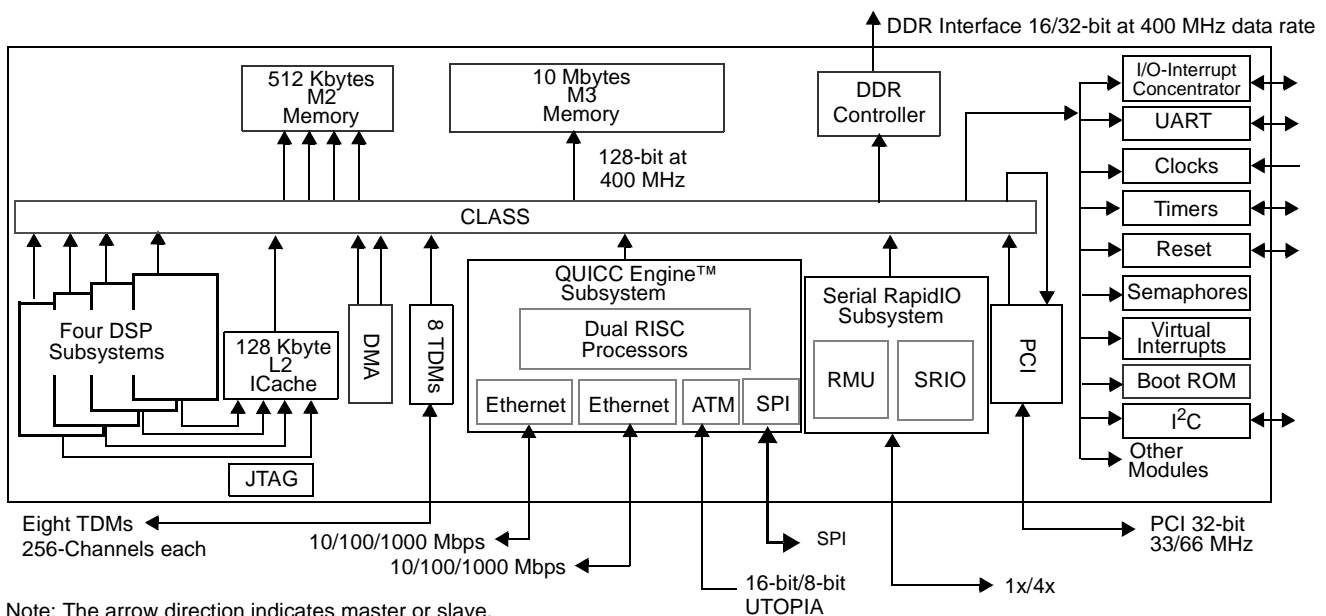 DDR Interface 16/32-bit at 400 MHz data rate
512 Kbytes
M2
Memory
10 Mbytes
M3
Memory
DDR
Controller
I/O-Interrupt
Concentrator
UART
128-bit at
400 MHz
Clocks
CLASS
Timers
Reset
QUICC Engine™
Subsystem
Serial RapidIO
Subsystem
Semaphores
Four DSP
Subsystems
128 Kbyte
L2
ICache
DMA
8 TDMs
Dual RISC
Processors
PCI
Virtual
Interrupts
RMU
SRIO
Boot ROM
Ethernet
Ethernet
ATM
SPI
I2C
Other
Modules
JTAG
Eight TDMs
256-Channels each
10/100/1000 Mbps
10/100/1000 Mbps
SPI
PCI 32-bit
33/66 MHz
16-bit/8-bit
UTOPIA
1x/4x
Note: The arrow direction indicates master or slave.